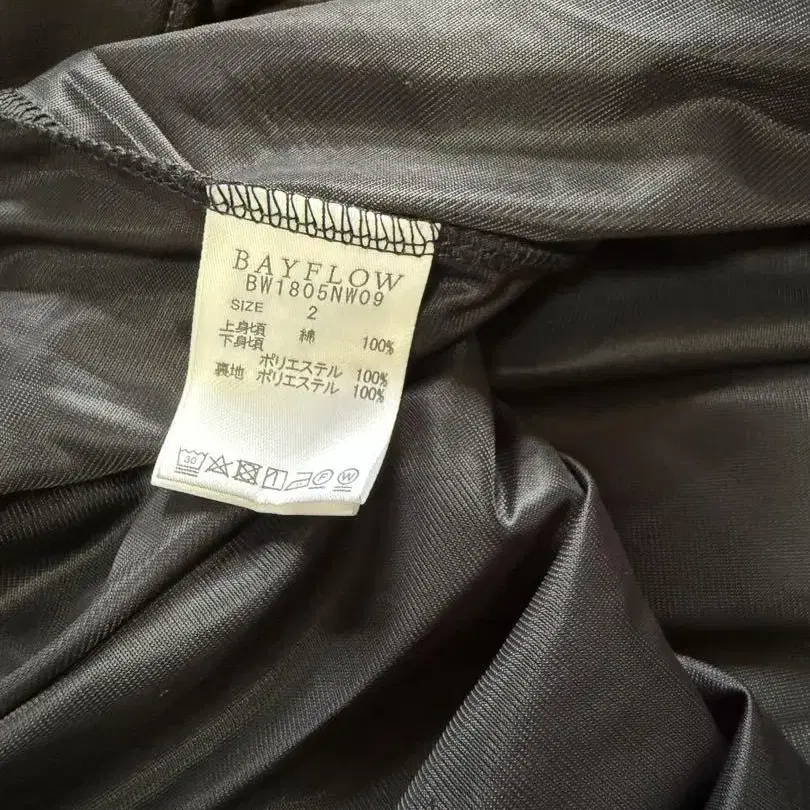 BAYFLOW
BW1805NW09
SIZE 2
上身頃 綿 100%
下身頃
ポリエステル 100%
裏地 ポリエステル 100%
30
F W